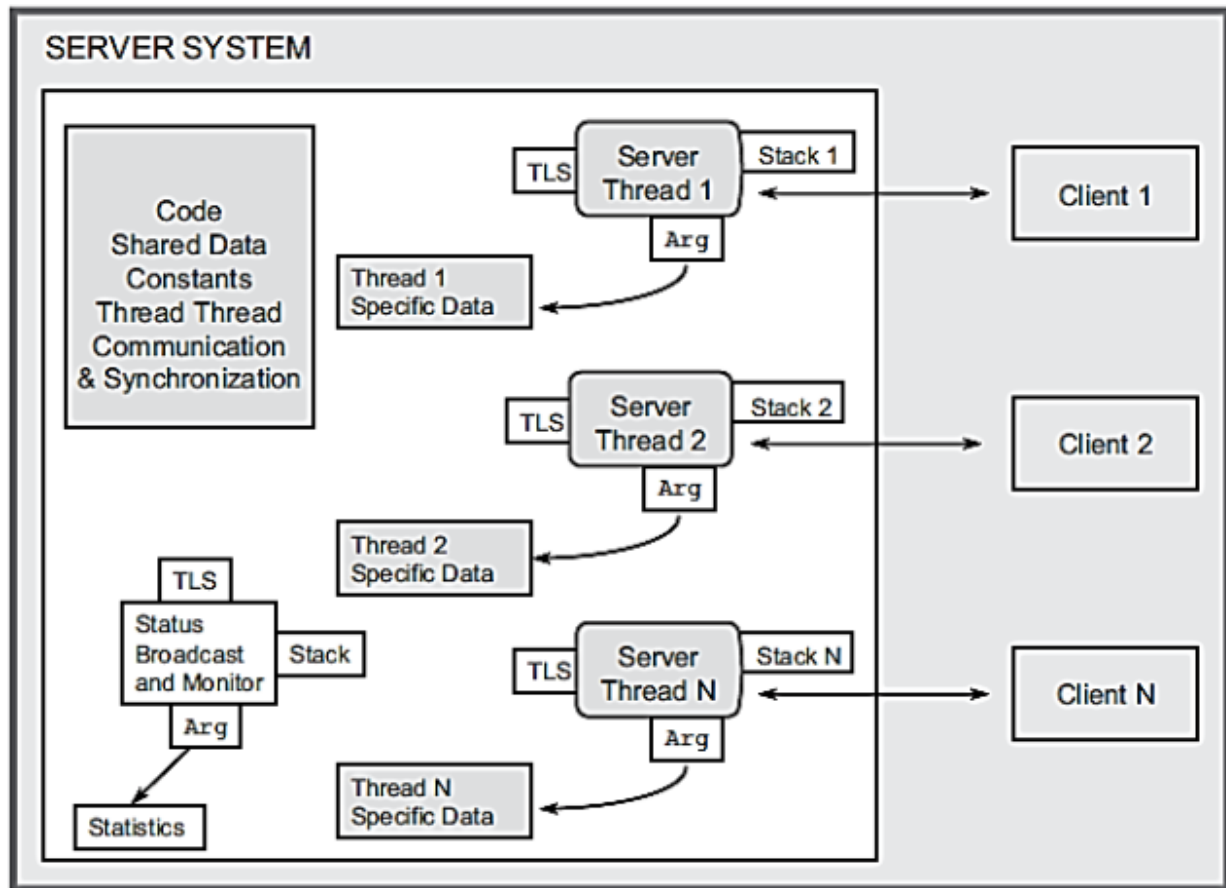 SERVER SYSTEM
Code
Shared Data
Constants
Thread Thread
Communication
& Synchronization
TLS
Server
Thread 1
Stack 1
Arg
Thread 1
Specific Data
Client 1
TLS
Server
Thread 2
Stack 2
Arg
Thread 2
Specific Data
Client 2
TLS
Status
Broadcast
and Monitor
Stack
Arg
Statistics
TLS
Server
Thread N
Stack N
Arg
Thread N
Specific Data
Client N